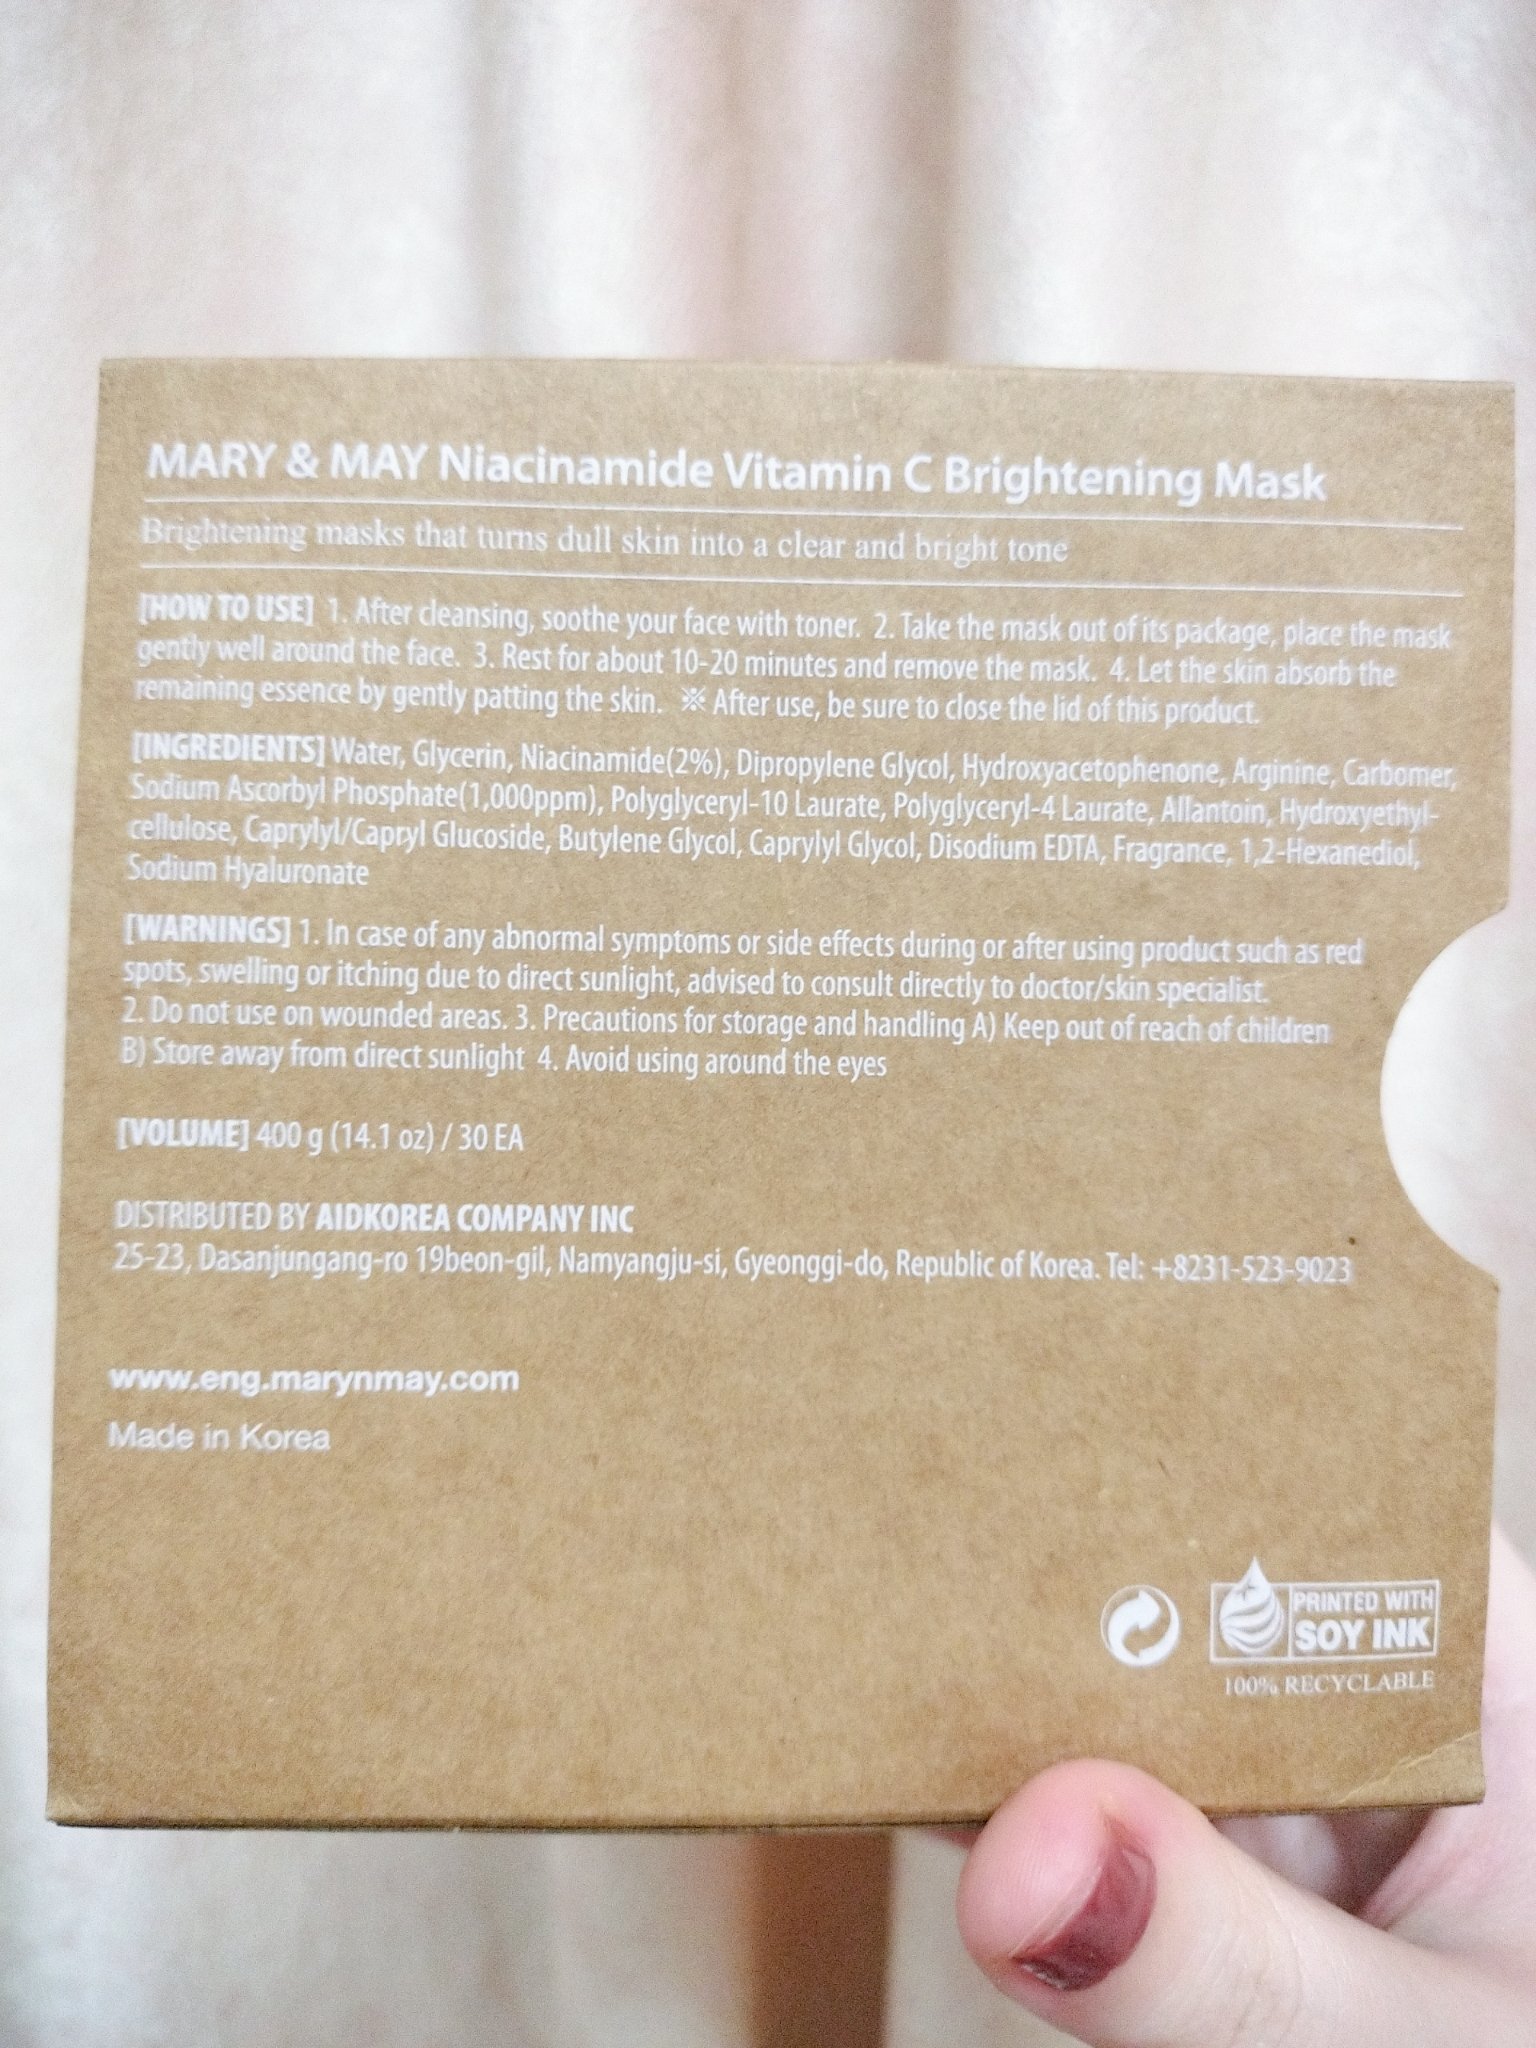 MARY & MAY Niacinamide Vitamin C Brightening Mask
Brightening masks that turns dull skin into a clear and bright tone
[HOW TO USE] 1. After cleansing, soothe your face with toner. 2. Take the mask out of its package, place the mask
gently well around the face. 3. Rest for about 10-20 minutes and remove the mask. 4. Let the skin absorb the
remaining essence by gently patting the skin. ※ After use, be sure to close the lid of this product.
[INGREDIENTS] Water, Glycerin, Niacinamide(2%), Dipropylene Glycol, Hydroxyacetophenone, Arginine, Carbomer,
Sodium Ascorbyl Phosphate(1,000ppm), Polyglyceryl-10 Laurate, Polyglyceryl-4 Laurate, Allantoin, Hydroxyethyl-
cellulose, Caprylyl/Capryl Glucoside, Butylene Glycol, Caprylyl Glycol, Disodium EDTA, Fragrance, 1,2-Hexanediol,
Sodium Hyaluronate
[WARNINGS] 1. In case of any abnormal symptoms or side effects during or after using product such as red
spots, swelling or itching due to direct sunlight, advised to consult directly to doctor/skin specialist.
2. Do not use on wounded areas. 3. Precautions for storage and handling A) Keep out of reach of children
B) Store away from direct sunlight 4. Avoid using around the eyes
[VOLUME] 400 g (14.1 oz) / 30 EA
DISTRIBUTED BY AIDKOREA COMPANY INC
25-23, Dasanjungang-ro 19beon-gil, Namyangju-si, Gyeonggi-do, Republic of Korea. Tel: +8231-523-9023
www.eng.marynmay.com
Made in Korea
PRINTED WITH
SOY INK
100% RECYCLABLE